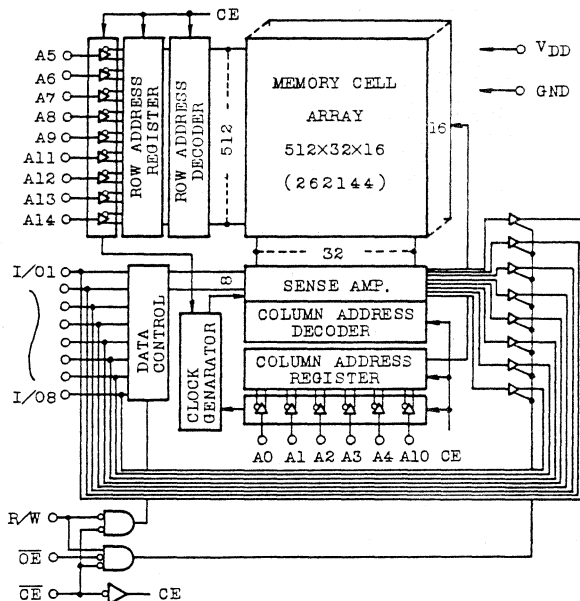 CE
A5
A6
A7
A8
A9
A11
A12
A13
A14
ROW ADDRESS
REGISTER
ROW ADDRESS
DECODER
512
MEMORY CELL
ARRAY
512×32×16
(262144)
16
VDD
GND
32
I/O1
I/O8
DATA
CONTROL
8
CLOCK
GENARATOR
SENSE AMP.
COLUMN ADDRESS
DECODER
COLUMN ADDRESS
REGISTER
A0 A1 A2 A3 A4 A10 CE
R/W
OE
CE
CE